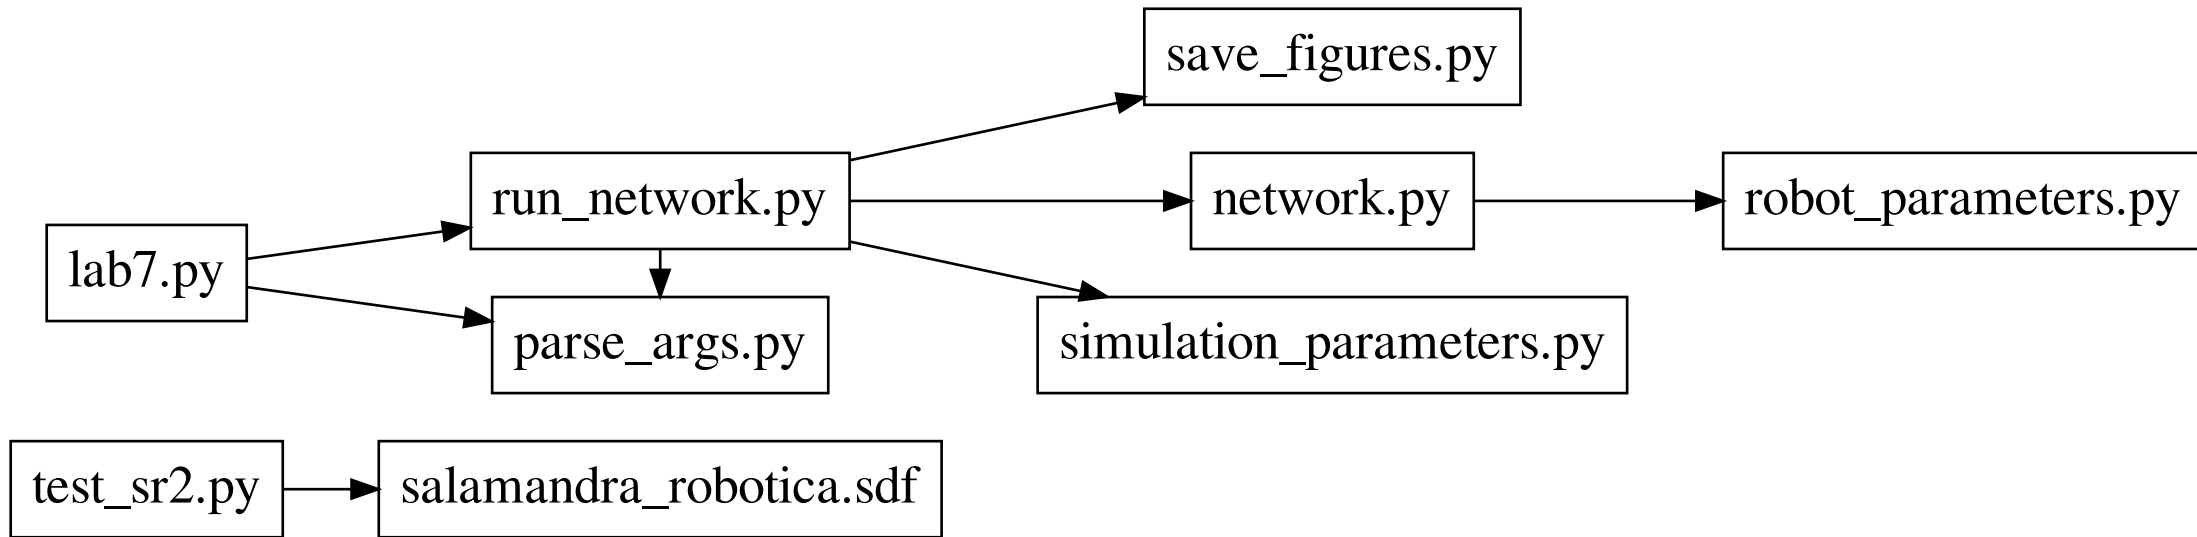 save_figures.py
run_network.py
network.py
robot_parameters.py
lab7.py
parse_args.py
simulation_parameters.py
test_sr2.py
salamandra_robotica.sdf